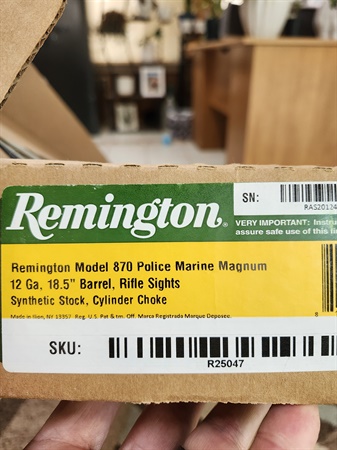 SN:
Remington®
VERY IMPORTANT:
assure safe use of this
Remington Model 870 Police Marine Magnum
12 Ga, 18.5" Barrel, Rifle Sights
Synthetic Stock, Cylinder Choke
Made in Ilion, NY 13357 Reg. U.S. Pat & tm. Off. Marca Registrada Marque Deposee.
8
SKU:
R25047